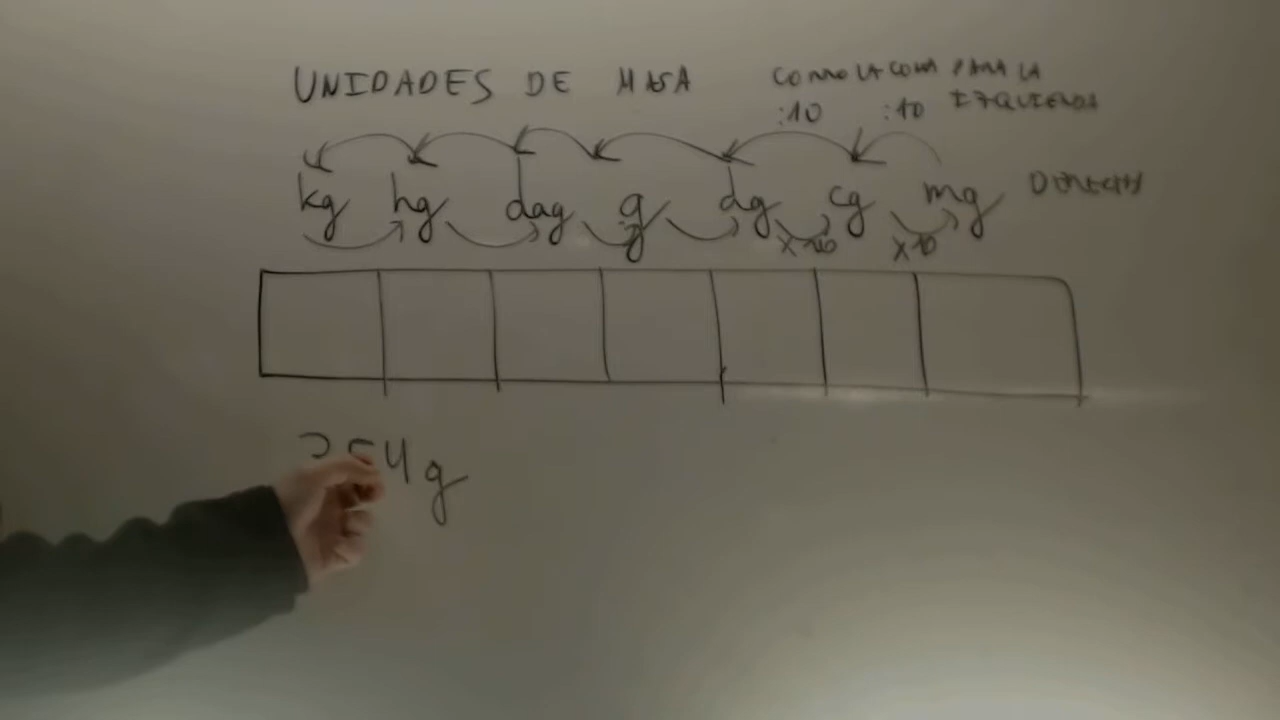 UNIDADES DE MASA
CORRO LA COMA PARA LA
:10 :10 IZQUIERDA
kg hg dag g dg cg mg DERECHA
x10 x10
254g